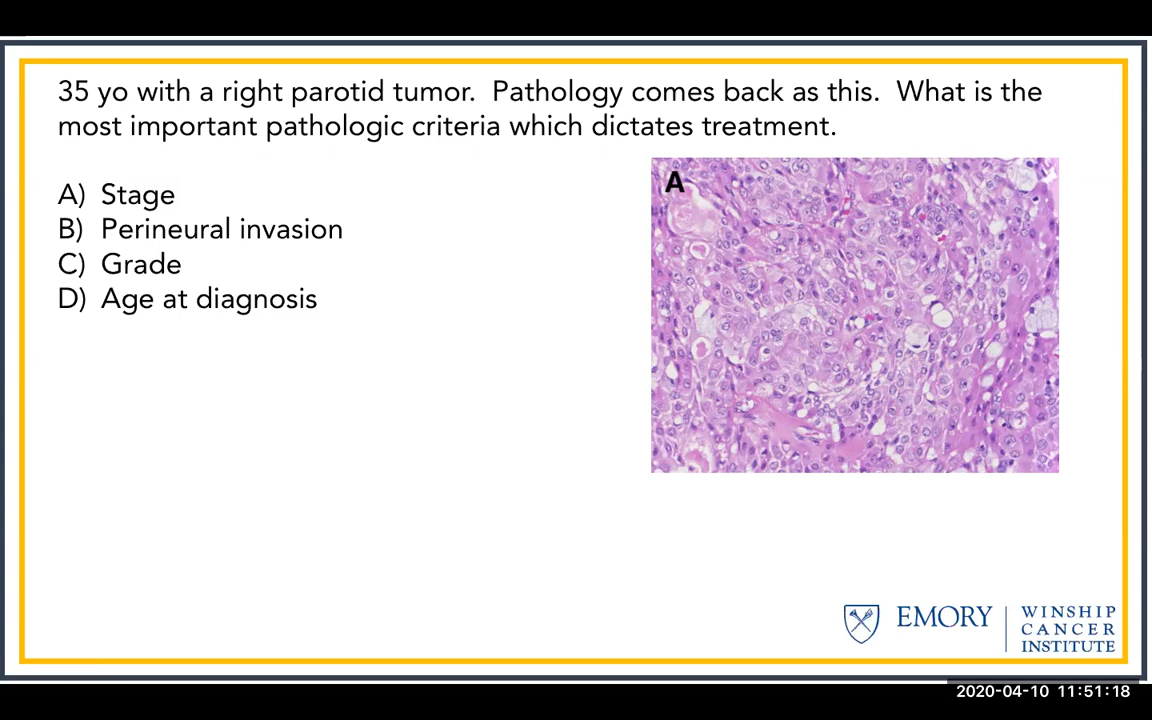 35 yo with a right parotid tumor.  Pathology comes back as this.  What is the
most important pathologic criteria which dictates treatment.
A) Stage
B) Perineural invasion
C) Grade
D) Age at diagnosis
A
EMORY
WINSHIP
CANCER
INSTITUTE
2020-04-10 11:51:18